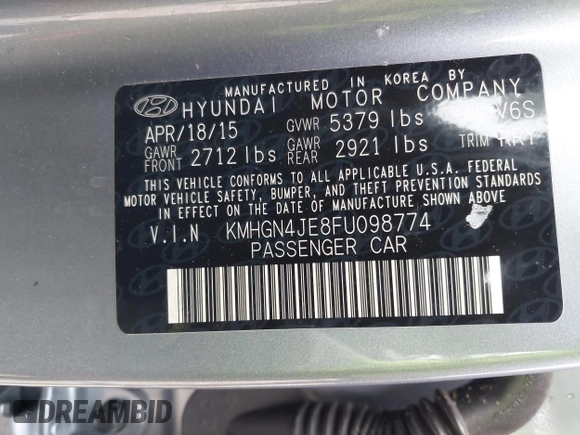 MANUFACTURED IN KOREA BY
HYUNDAI MOTOR COMPANY
APR/18/15 GVWR 5379 lbs V6S
GAWR FRONT 2712 lbs GAWR REAR 2921 lbs TRIM
THIS VEHICLE CONFORMS TO ALL APPLICABLE U.S.A. FEDERAL
MOTOR VEHICLE SAFETY, BUMPER, AND THEFT PREVENTION STANDARDS
IN EFFECT ON THE DATE OF MANUFACTURE SHOWN ABOVE.
V.I.N KMHGN4JE8FU098774
PASSENGER CAR
DREAMBID